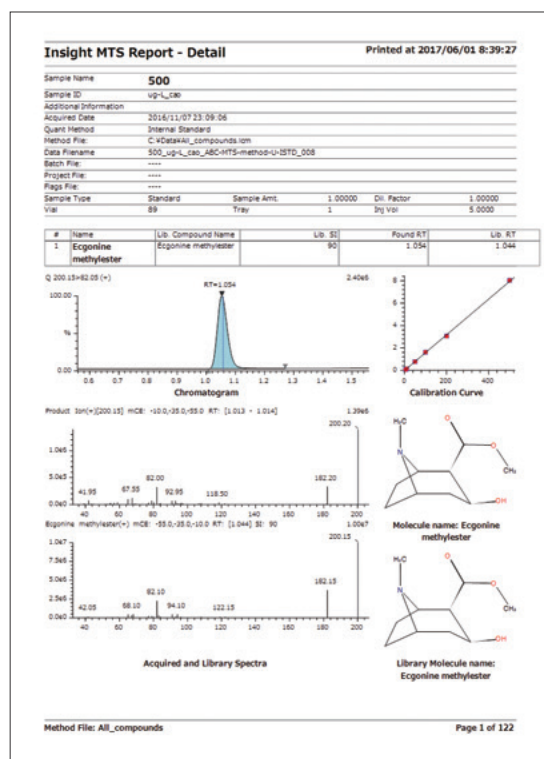 Insight MTS Report - Detail Printed at 2017/06/01 8:39:27
Sample Name 500
Sample ID ug-L_cao
Additional Information
Acquired Date 2016/11/07 23:09:06
Quant Method Internal Standard
Method File: C:¥Data¥All_compounds.lcm
Data Filename 500_ug-L_cao_ABC-MTS-method-U-ISTD_008
Batch File: ----
Project File: ----
Flags File: ----
Sample Type Standard Sample Amt. 1.00000 Dil. Factor 1.00000
Vial 89 Tray 1 Inj Vol 5.0000
# Name Lib. Compound Name Lib. SI Found RT Lib. RT
1 Ecgonine Ecgonine methylester 90 1.054 1.044
methylester
Q 200.15>82.05 (+) 2.40e6
RT=1.054
100.00
%
0.00
0.6 0.8 0.9 1.0 1.2 1.3 1.4 1.5
Chromatogram
8
6
4
2
0
0 200 400
Calibration Curve
Product Ion(+)[200.15] mCE: -10.0,-35.0,-55.0 RT: [1.013 - 1.014] 1.39e6
200.20
1.0e6
5.0e5
0.0e0
41.95 67.55 82.00 92.95 118.50 182.20
40 60 80 100 120 140 160 180 200
H₃C
N
O
O
CH₃
OH
Molecule name: Ecgonine
methylester
Ecgonine methylester(+) mCE: -55.0,-35.0,-10.0 RT: [1.044] SI: 90 1.00e7
200.15
1.0e7
7.5e6
5.0e6
2.5e6
0.0e0
42.05 68.10 82.10 94.10 122.15 182.15
40 60 80 100 120 140 160 180 200
Acquired and Library Spectra
H₃C
N
O
O
CH₃
OH
Library Molecule name:
Ecgonine methylester
Method File: All_compounds Page 1 of 122